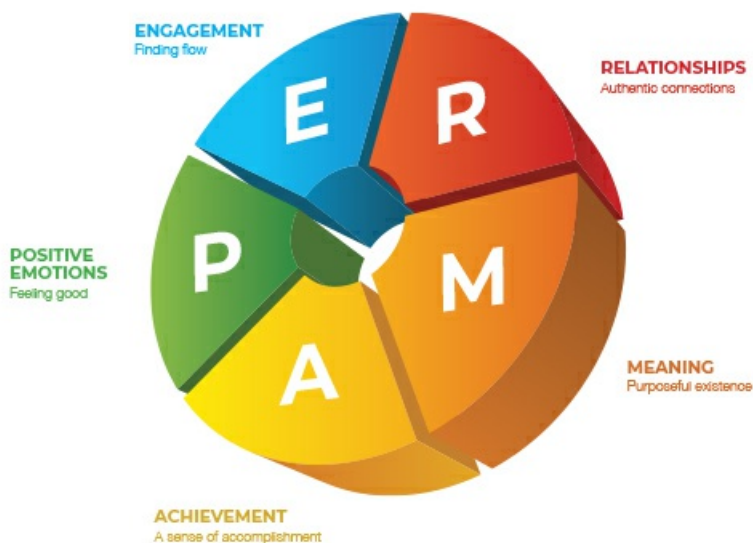 ENGAGEMENT
Finding flow
RELATIONSHIPS
Authentic connections
E
R
P
M
A
POSITIVE
EMOTIONS
Feeling good
MEANING
Purposeful existence
ACHIEVEMENT
A sense of accomplishment